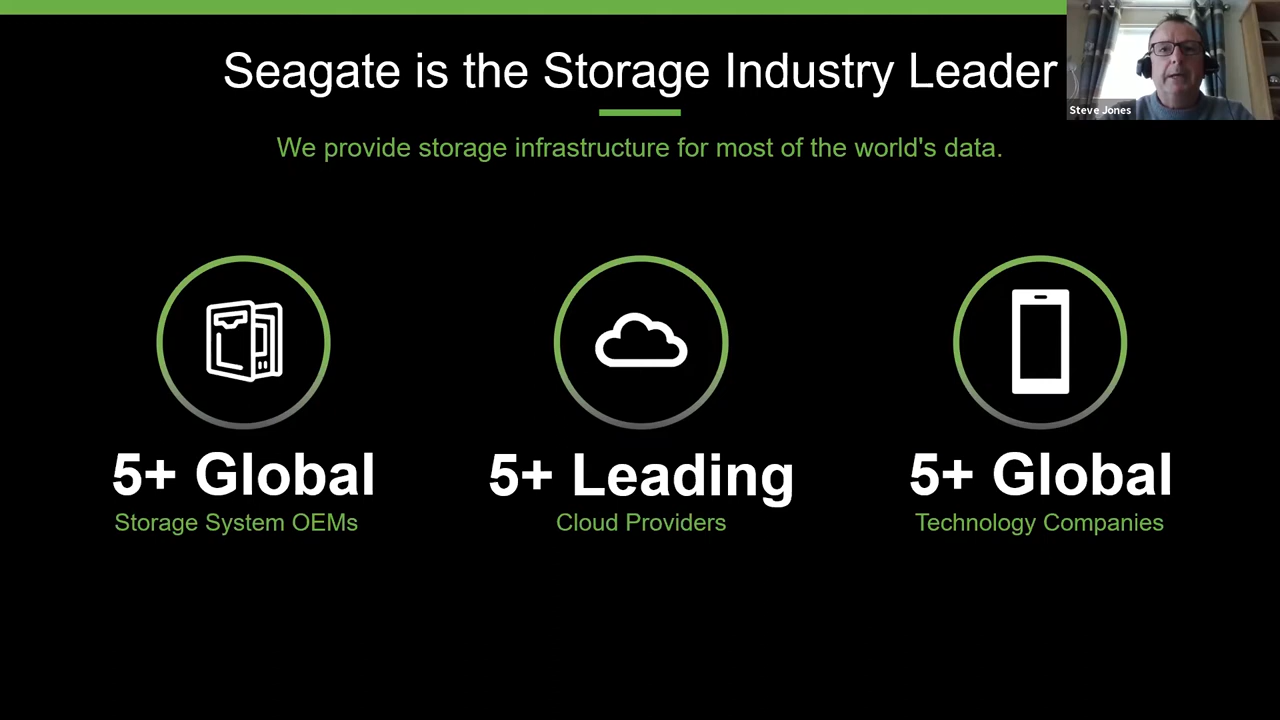 Seagate is the Storage Industry Leader
Steve Jones
We provide storage infrastructure for most of the world's data.
5+ Global
Storage System OEMs
5+ Leading
Cloud Providers
5+ Global
Technology Companies